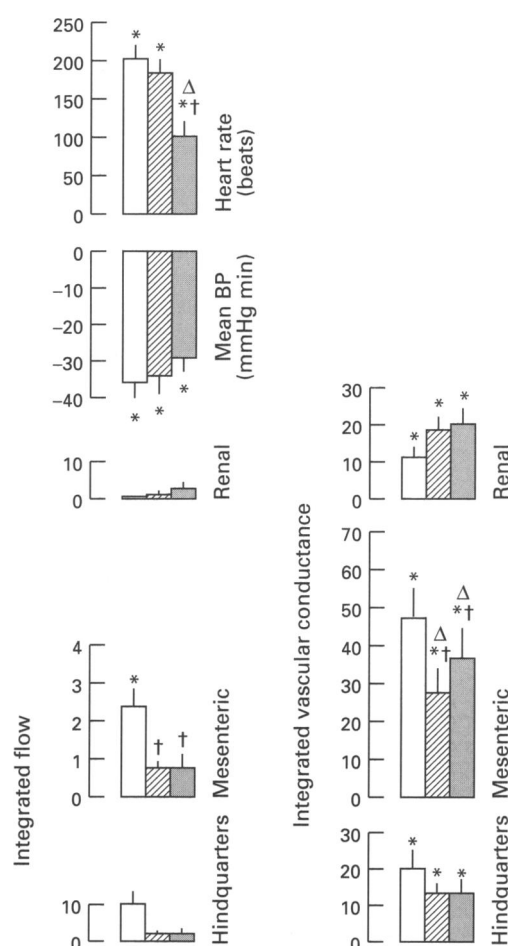 250
200
150
100
50
0
* * Δ
*†
Heart rate
(beats)
0
−10
−20
−30
−40
* * *
Mean BP
(mmHg min)
10
0
Renal
4
3
2
1
0
* † †
Mesenteric
10
0
Hindquarters
Integrated flow
30
20
10
0
* * *
Renal
70
60
50
40
30
20
10
0
* Δ Δ
*† *†
Mesenteric
30
20
10
0
* * *
Hindquarters
Integrated vascular conductance